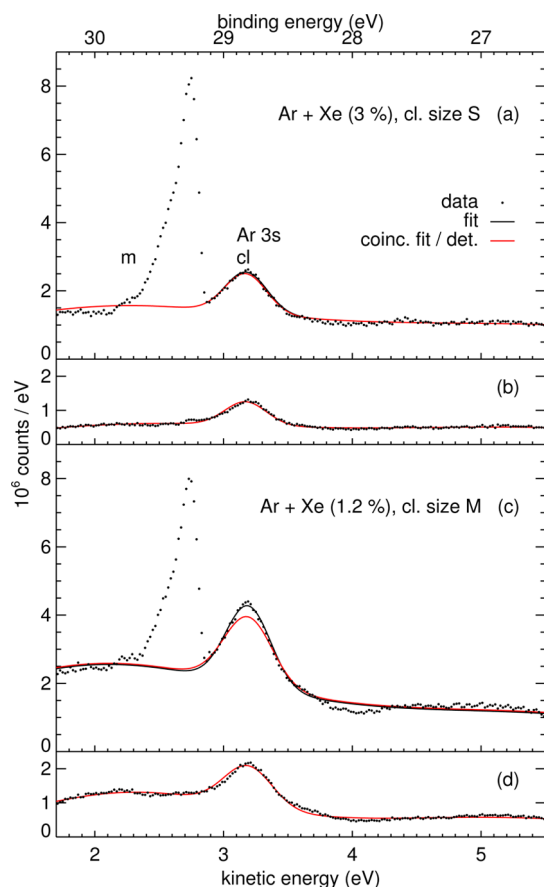 binding energy (eV)
30 29 28 27
Ar + Xe (3 %), cl. size S (a)
data
fit
coinc. fit / det.
Ar 3s
m cl
8
6
4
2
0
(b)
2
1
0
10⁶ counts / eV
Ar + Xe (1.2 %), cl. size M (c)
8
6
4
2
0
(d)
2
1
0
2 3 4 5
kinetic energy (eV)